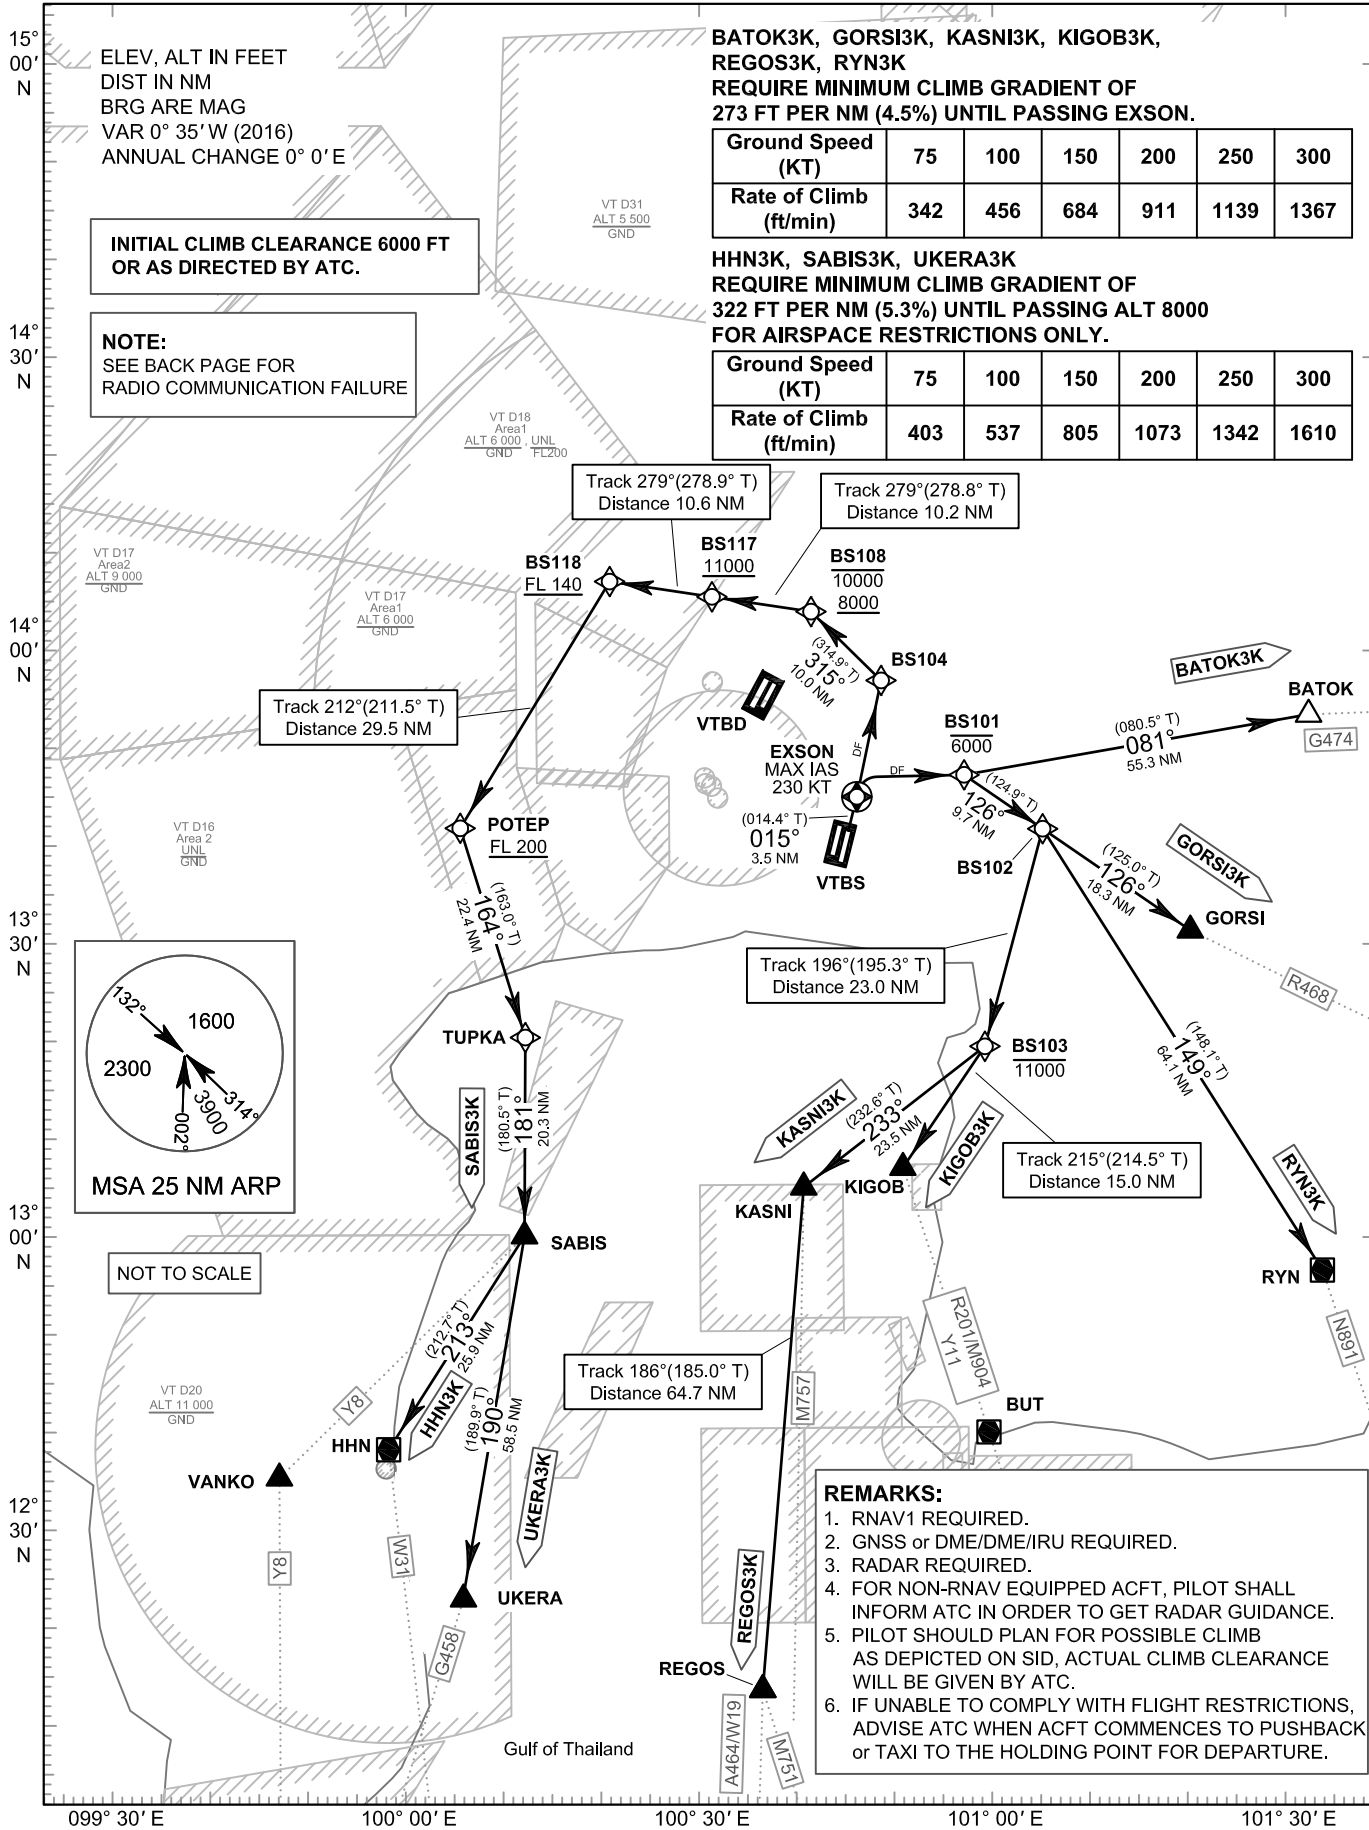 15°
00'
N
14°
30'
N
14°
00'
N
13°
30'
N
13°
00'
N
12°
30'
N
099° 30' E
100° 00' E
100° 30' E
101° 00' E
101° 30' E
ELEV, ALT IN FEET
DIST IN NM
BRG ARE MAG
VAR 0° 35' W (2016)
ANNUAL CHANGE 0° 0' E
INITIAL CLIMB CLEARANCE 6000 FT
OR AS DIRECTED BY ATC.
NOTE:
SEE BACK PAGE FOR
RADIO COMMUNICATION FAILURE
BATOK3K, GORSI3K, KASNI3K, KIGOB3K,
REGOS3K, RYN3K
REQUIRE MINIMUM CLIMB GRADIENT OF
273 FT PER NM (4.5%) UNTIL PASSING EXSON.
Ground Speed (KT) 75 100 150 200 250 300
Rate of Climb (ft/min) 342 456 684 911 1139 1367
HHN3K, SABIS3K, UKERA3K
REQUIRE MINIMUM CLIMB GRADIENT OF
322 FT PER NM (5.3%) UNTIL PASSING ALT 8000
FOR AIRSPACE RESTRICTIONS ONLY.
Ground Speed (KT) 75 100 150 200 250 300
Rate of Climb (ft/min) 403 537 805 1073 1342 1610
VT D31
ALT 5 500
GND
VT D18
Area1
ALT 6 000 , UNL
GND FL200
VT D17
Area2
ALT 9 000
GND
VT D17
Area1
ALT 6 000
GND
VT D16
Area 2
UNL
GND
VT D20
ALT 11 000
GND
Track 279°(278.9° T)
Distance 10.6 NM
Track 279°(278.8° T)
Distance 10.2 NM
BS118
FL 140
BS117
11000
BS108
10000
8000
(314.9° T)
315°
10.0 NM
BS104
VTBD
EXSON
MAX IAS
230 KT
DF
DF
(014.4° T)
015°
3.5 NM
VTBS
BS101
6000
BATOK3K
BATOK
(080.5° T)
081°
55.3 NM
G474
(124.9° T)
126°
9.7 NM
BS102
(125.0° T)
126°
18.3 NM
GORSI3K
GORSI
R468
Track 212°(211.5° T)
Distance 29.5 NM
POTEP
FL 200
(163.0° T)
164°
22.4 NM
Track 196°(195.3° T)
Distance 23.0 NM
132°
1600
2300
314°
3900
002°
MSA 25 NM ARP
TUPKA
SABIS3K
(180.5° T)
181°
20.3 NM
BS103
11000
(148.1° T)
149°
64.1 NM
KASNI3K
(232.6° T)
233°
23.5 NM
KIGOB3K
Track 215°(214.5° T)
Distance 15.0 NM
RYN3K
KIGOB
KASNI
SABIS
RYN
NOT TO SCALE
(212.7° T)
213°
25.9 NM
HHN3K
(189.9° T)
190°
58.5 NM
Track 186°(185.0° T)
Distance 64.7 NM
M757
R201/M904
Y11
N891
BUT
Y8
HHN
VANKO
UKERA3K
Y8
W31
UKERA
G458
REGOS3K
REGOS
A464/W19
M751
Gulf of Thailand
REMARKS:
1. RNAV1 REQUIRED.
2. GNSS or DME/DME/IRU REQUIRED.
3. RADAR REQUIRED.
4. FOR NON-RNAV EQUIPPED ACFT, PILOT SHALL
INFORM ATC IN ORDER TO GET RADAR GUIDANCE.
5. PILOT SHOULD PLAN FOR POSSIBLE CLIMB
AS DEPICTED ON SID, ACTUAL CLIMB CLEARANCE
WILL BE GIVEN BY ATC.
6. IF UNABLE TO COMPLY WITH FLIGHT RESTRICTIONS,
ADVISE ATC WHEN ACFT COMMENCES TO PUSHBACK
or TAXI TO THE HOLDING POINT FOR DEPARTURE.